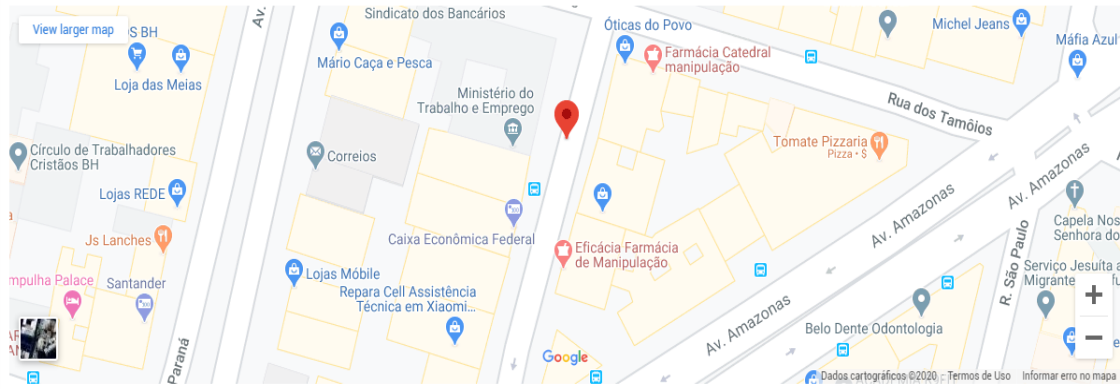 View larger map
OS BH
Loja das Meias
Av.
Sindicato dos Bancários
Mário Caça e Pesca
Óticas do Povo
Farmácia Catedral
manipulação
Michel Jeans
Máfia Azul
Ministério do
Trabalho e Emprego
Rua dos Tamôios
Círculo de Trabalhadores
Cristãos BH
Correios
Tomate Pizzaria
Pizza • $
Av. Amazonas
Av. Amazonas
Lojas REDE
Js Lanches
Caixa Econômica Federal
Eficácia Farmácia
de Manipulação
Capela Nos
Senhora do
R. São Paulo
Serviço Jesuíta a
Migrante
mpulha Palace
Santander
Lojas Móbile
Repara Cell Assistência
Técnica em Xiaomi...
Av. Amazonas
Belo Dente Odontologia
+
−
Paraná
Google
Dados cartográficos ©2020
Termos de Uso
Informar erro no mapa